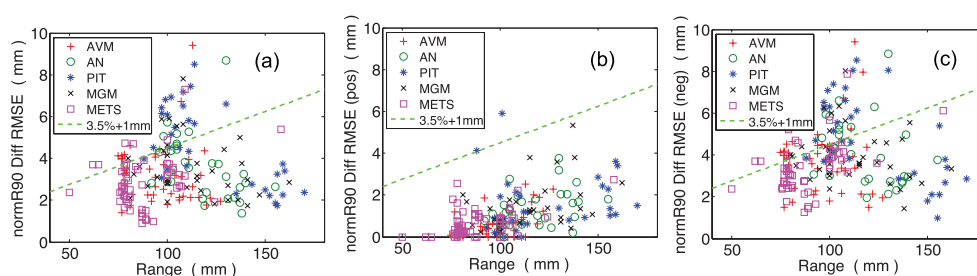 normR90 Diff RMSE ( mm )
10
8
6
4
2
0
AVM
AN
PIT
MGM
METS
3.5%+1mm
(a)
50
100
150
Range ( mm )
normR90 Diff RMSE (pos) ( mm )
10
8
6
4
2
0
AVM
AN
PIT
MGM
METS
3.5%+1mm
(b)
50
100
150
Range ( mm )
normR90 Diff RMSE (neg) ( mm )
10
8
6
4
2
0
AVM
AN
PIT
MGM
METS
3.5%+1mm
(c)
50
100
150
Range ( mm )